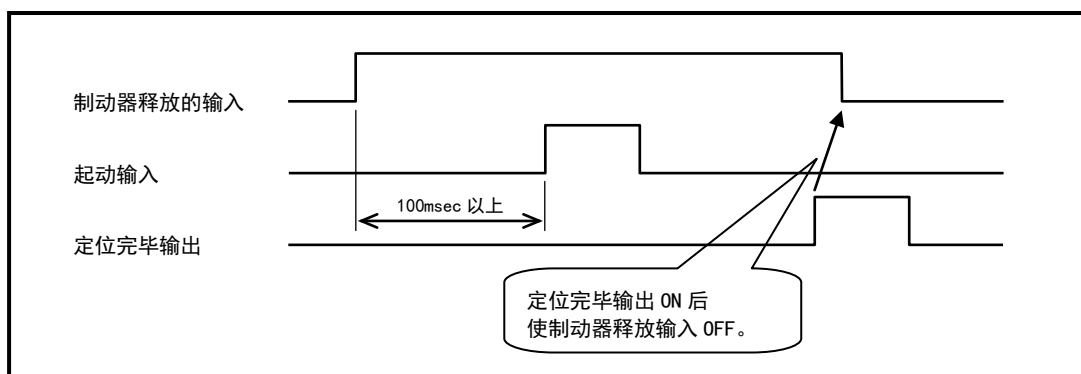 制动器释放的输入
起动输入
100msec 以上
定位完毕输出
定位完毕输出 ON 后
使制动器释放输入 OFF。